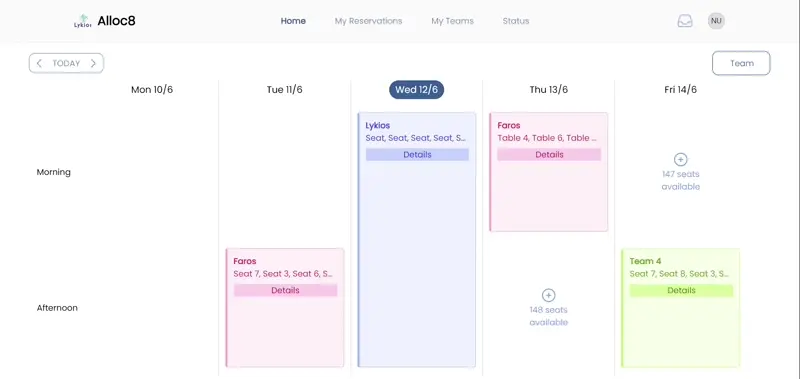 Lykios
Alloc8
Home
My Reservations
My Teams
Status
NU
TODAY
Team
Mon 10/6
Tue 11/6
Wed 12/6
Thu 13/6
Fri 14/6
Morning
Lykios
Seat, Seat, Seat, Seat, S...
Details
Faros
Table 4, Table 6, Table ...
Details
147 seats
available
Afternoon
Faros
Seat 7, Seat 3, Seat 6, S...
Details
148 seats
available
Team 4
Seat 7, Seat 8, Seat 3, S...
Details